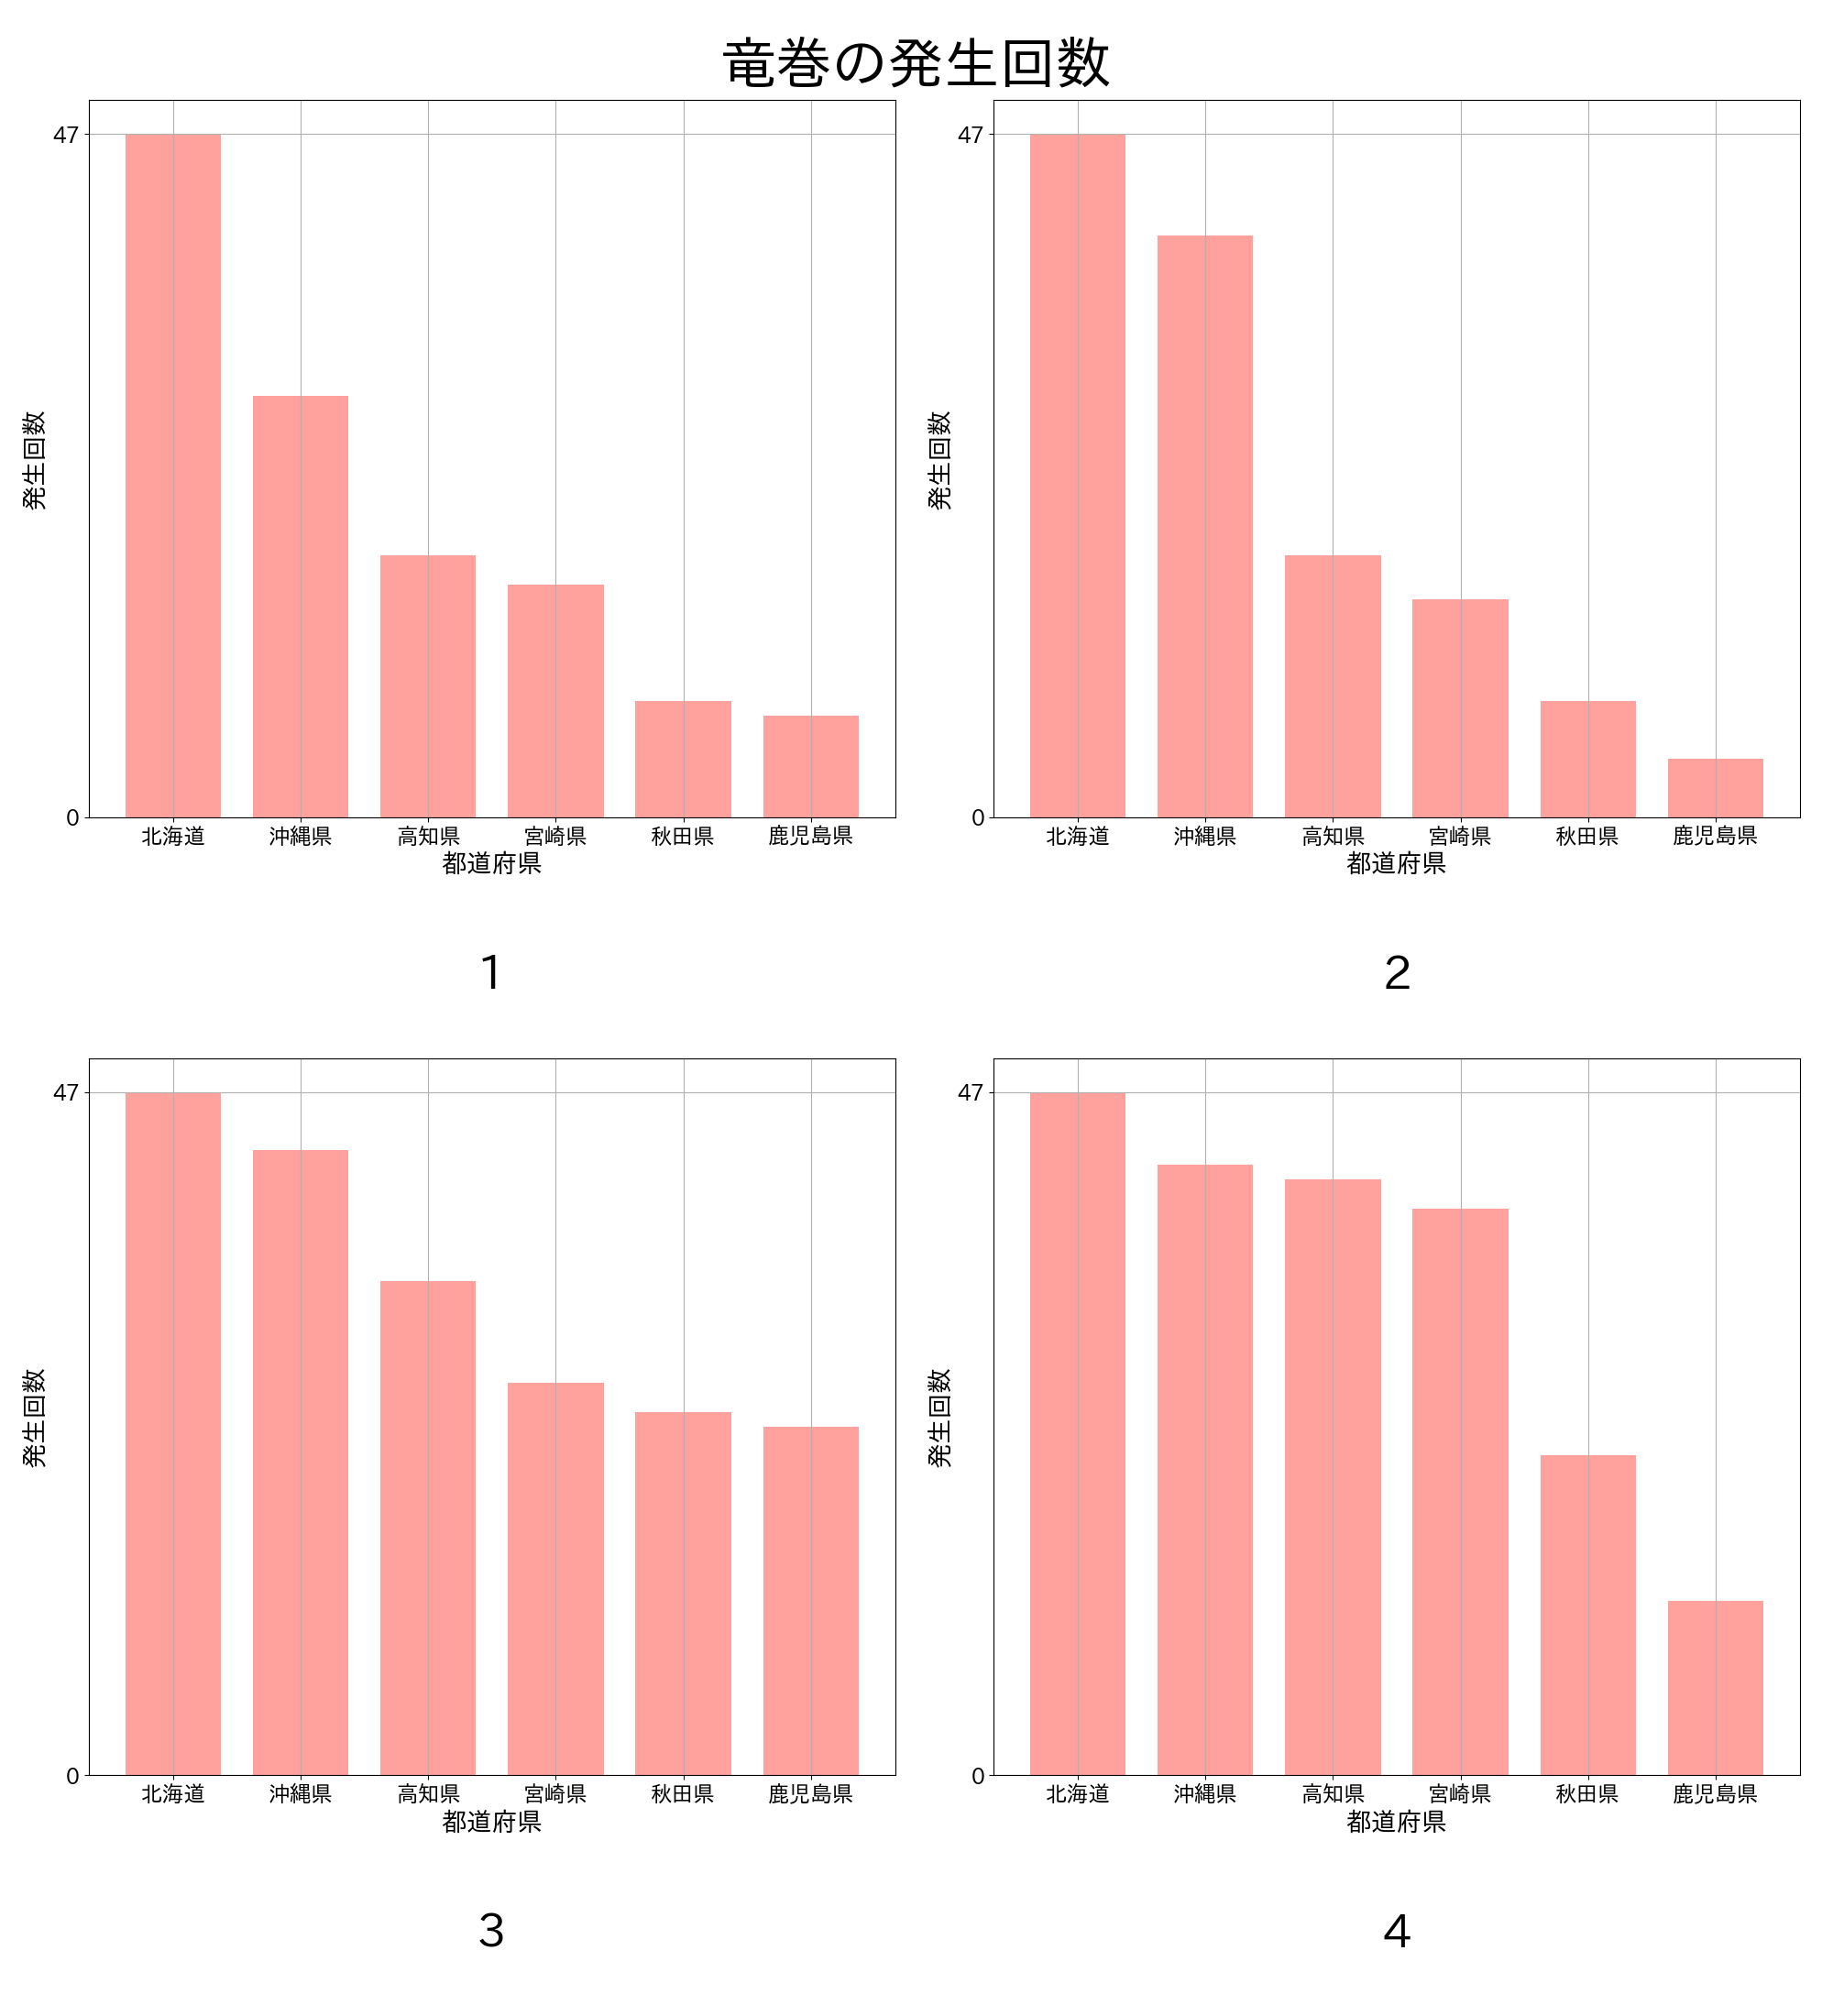 竜巻の発生回数
47
0
発生回数
北海道 沖縄県 高知県 宮崎県 秋田県 鹿児島県
都道府県
1
47
0
発生回数
北海道 沖縄県 高知県 宮崎県 秋田県 鹿児島県
都道府県
2
47
0
発生回数
北海道 沖縄県 高知県 宮崎県 秋田県 鹿児島県
都道府県
3
47
0
発生回数
北海道 沖縄県 高知県 宮崎県 秋田県 鹿児島県
都道府県
4